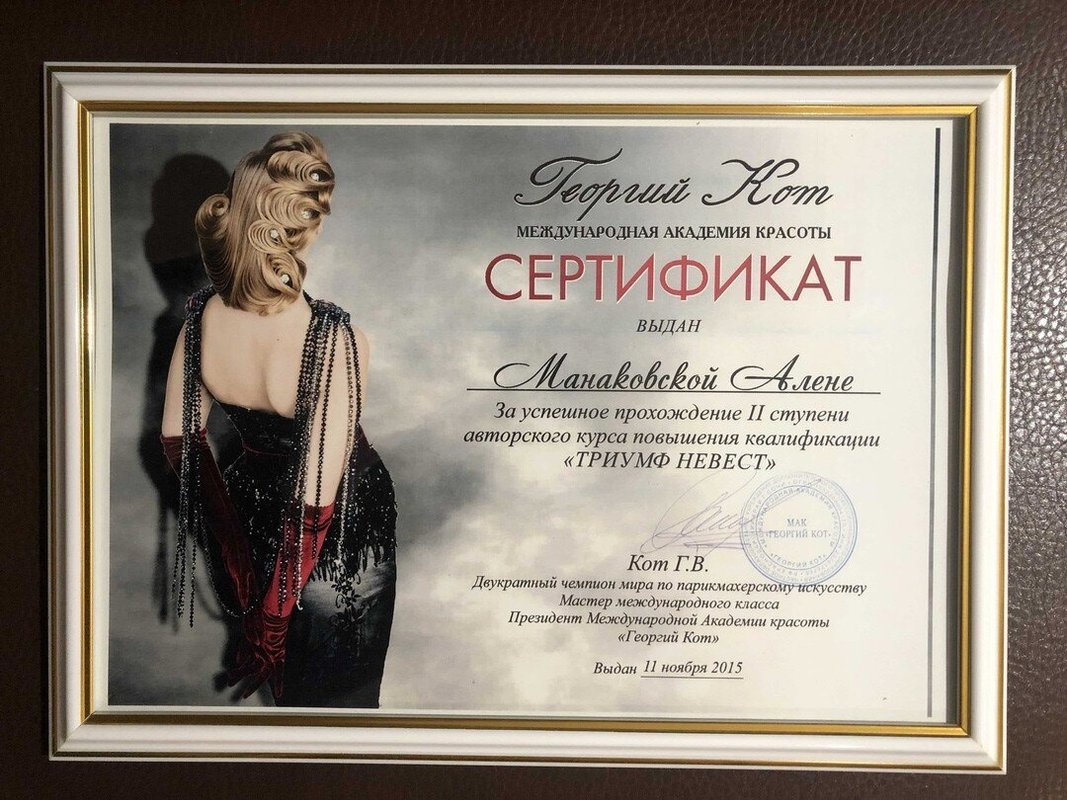 Георгий Кот
МЕЖДУНАРОДНАЯ АКАДЕМИЯ КРАСОТЫ
СЕРТИФИКАТ
ВЫДАН
Манаковской Алене
За успешное прохождение II ступени
авторского курса повышения квалификации
«ТРИУМФ НЕВЕСТ»
МАК
«ГЕОРГИЙ КОТ»
«ГЕОРГИЙ КОТ»
Кот Г.В.
Двукратный чемпион мира по парикмахерскому искусству
Мастер международного класса
Президент Международной Академии красоты
«Георгий Кот»
Выдан 11 ноября 2015